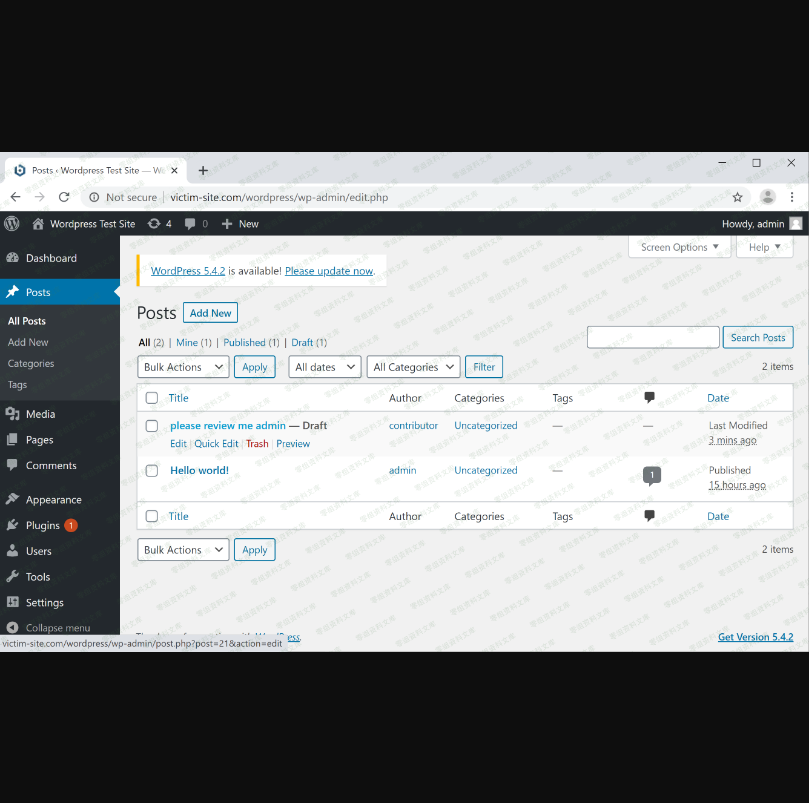 Posts ‹ Wordpress Test Site — W
Not secure | victim-site.com/wordpress/wp-admin/edit.php
Wordpress Test Site 4 0 + New Howdy, admin
Screen Options ▼ Help ▼
Dashboard
Posts
All Posts
Add New
Categories
Tags
Media
Pages
Comments
Appearance
Plugins 1
Users
Tools
Settings
Collapse menu
WordPress 5.4.2 is available! Please update now.
Posts Add New
All (2) | Mine (1) | Published (1) | Draft (1)
Search Posts
Bulk Actions Apply All dates All Categories Filter 2 items
Title Author Categories Tags Date
please review me admin — Draft contributor Uncategorized — — Last Modified
Edit | Quick Edit | Trash | Preview 3 mins ago
Hello world! admin Uncategorized — 1 Published
15 hours ago
Title Author Categories Tags Date
Bulk Actions Apply 2 items
Get Version 5.4.2
victim-site.com/wordpress/wp-admin/post.php?post=21&action=edit
零组资料文库